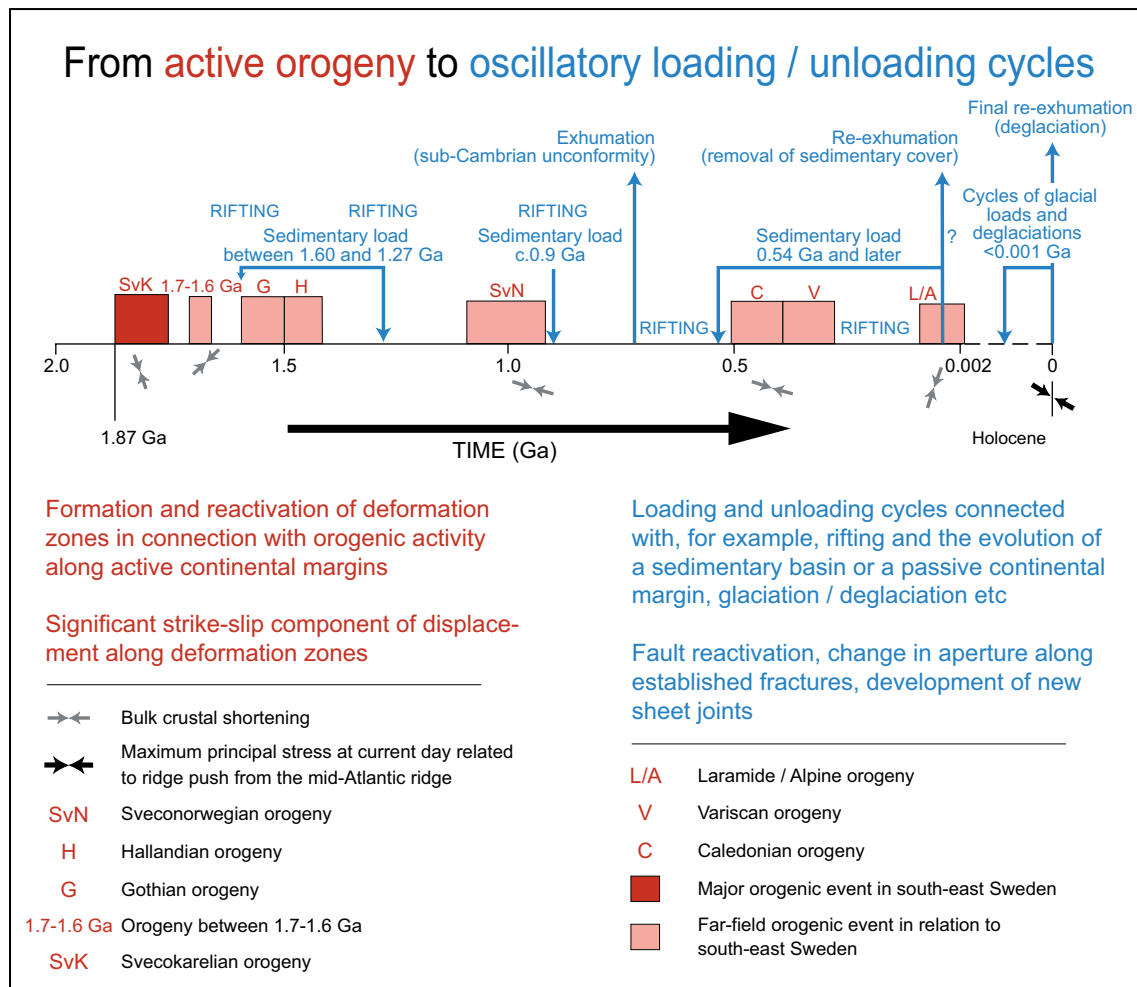 From active orogeny to oscillatory loading / unloading cycles
Final re-exhumation
(deglaciation)
Exhumation
(sub-Cambrian unconformity)
Re-exhumation
(removal of sedimentary cover)
Cycles of glacial
loads and
deglaciations
<0.001 Ga
RIFTING
RIFTING
RIFTING
Sedimentary load
between 1.60 and 1.27 Ga
Sedimentary load
c.0.9 Ga
Sedimentary load
0.54 Ga and later
?
SvK
1.7-1.6 Ga
G
H
SvN
C
V
L/A
RIFTING
RIFTING
2.0
1.5
1.0
0.5
0.002
0
1.87 Ga
TIME (Ga)
Holocene
Formation and reactivation of deformation
zones in connection with orogenic activity
along active continental margins
Significant strike-slip component of displace-
ment along deformation zones
Bulk crustal shortening
Maximum principal stress at current day related
to ridge push from the mid-Atlantic ridge
SvN Sveconorwegian orogeny
H Hallandian orogeny
G Gothian orogeny
1.7-1.6 Ga Orogeny between 1.7-1.6 Ga
SvK Svecokarelian orogeny
Loading and unloading cycles connected
with, for example, rifting and the evolution of
a sedimentary basin or a passive continental
margin, glaciation / deglaciation etc
Fault reactivation, change in aperture along
established fractures, development of new
sheet joints
L/A Laramide / Alpine orogeny
V Variscan orogeny
C Caledonian orogeny
Major orogenic event in south-east Sweden
Far-field orogenic event in relation to
south-east Sweden